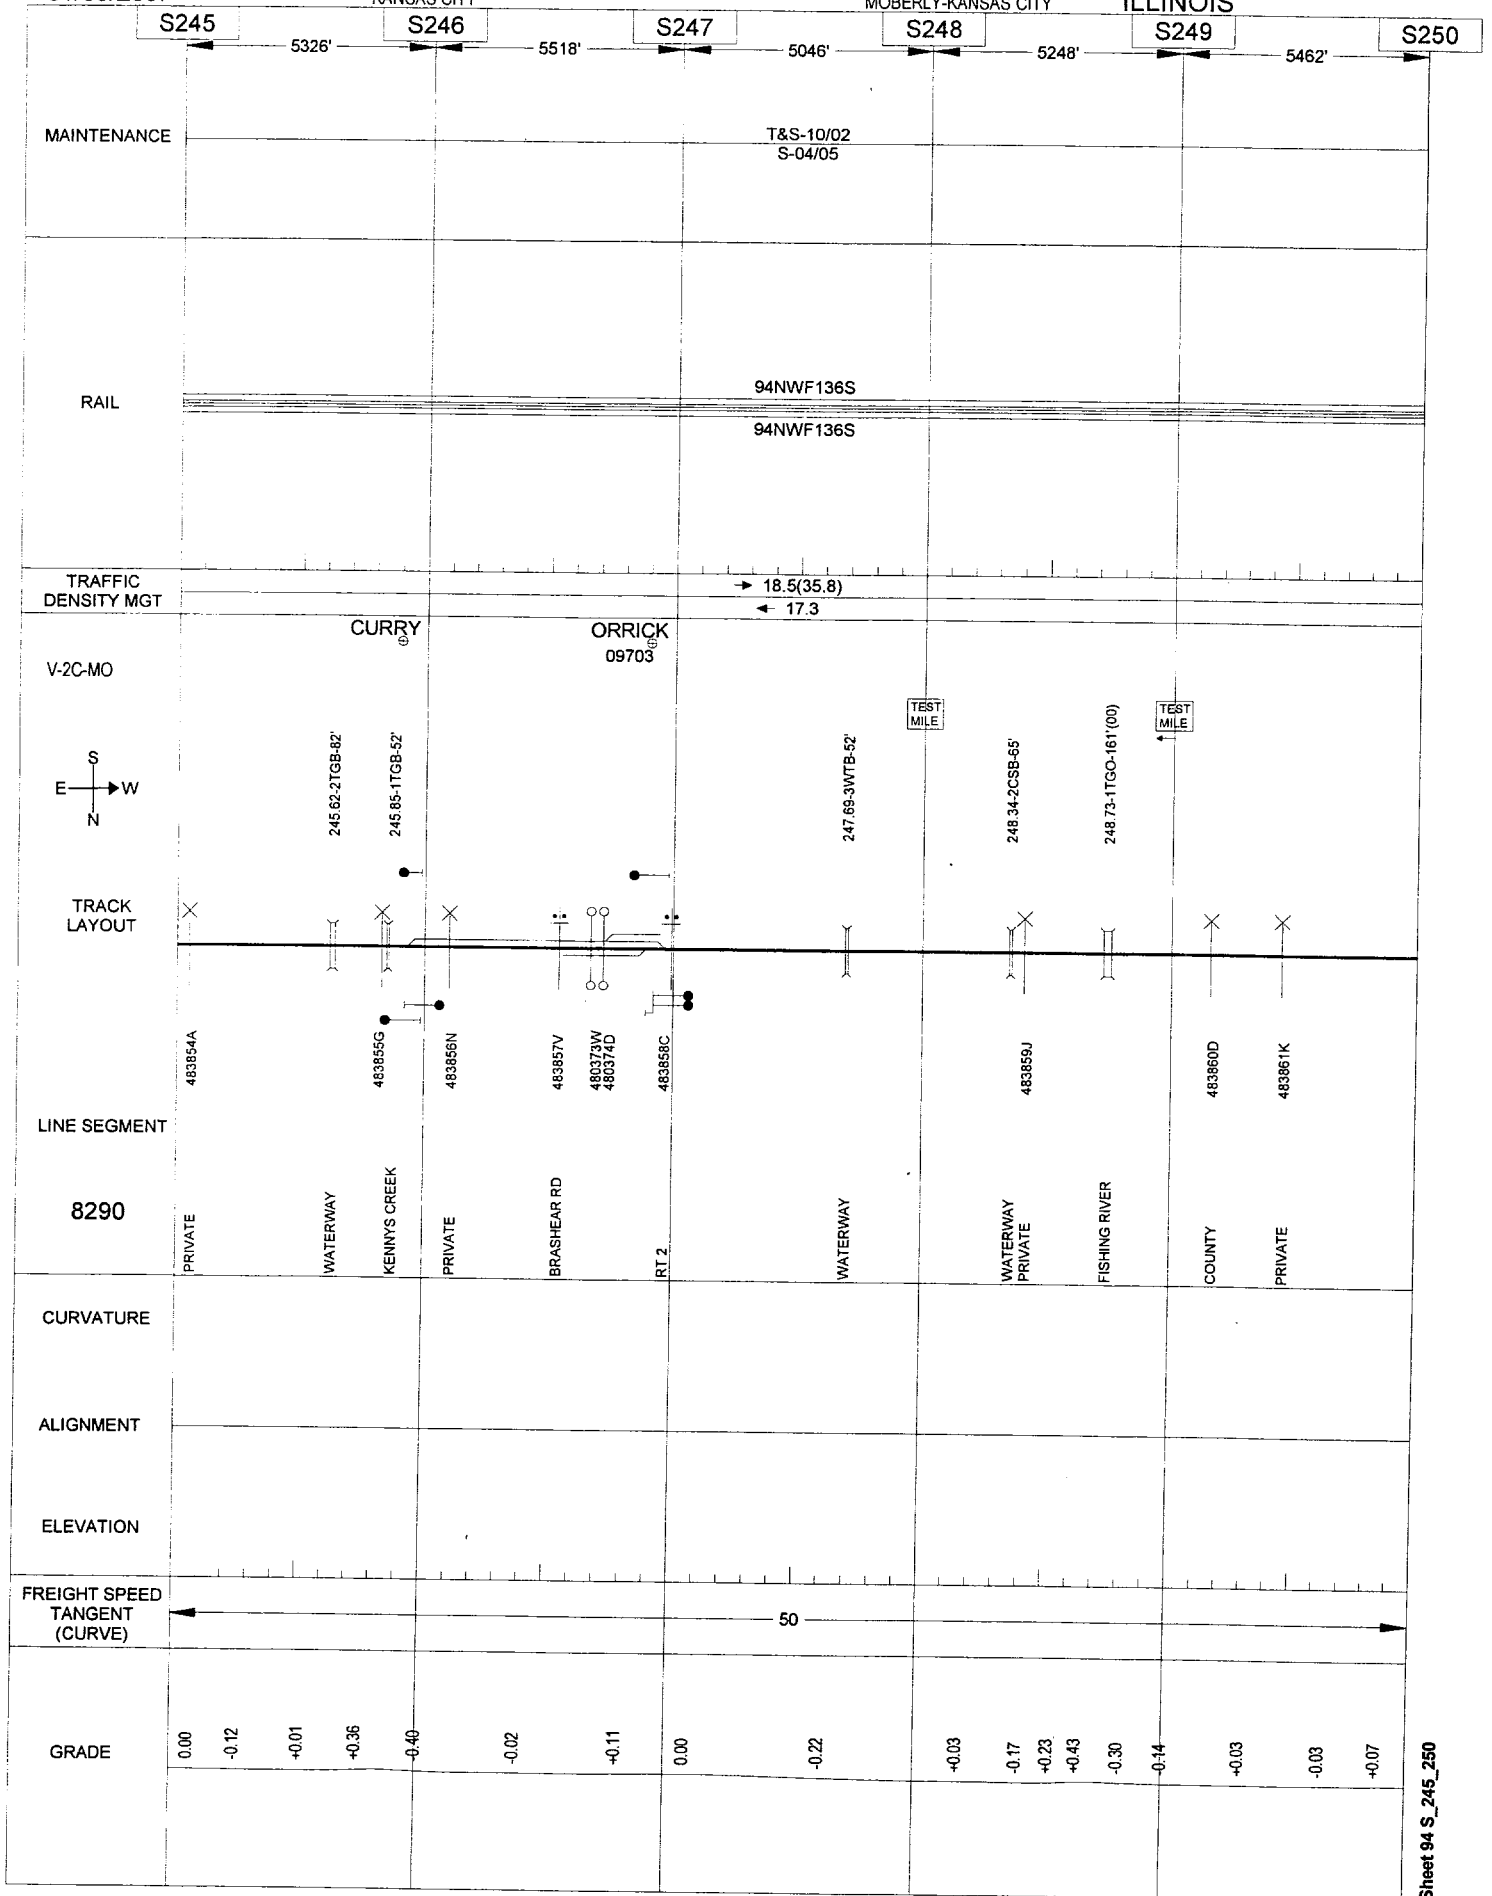 KANSAS CITY
MOBERLY-KANSAS CITY
ILLINOIS
S245
S246
S247
S248
S249
S250
5326'
5518'
5046'
5248'
5462'
MAINTENANCE
T&S-10/02
S-04/05
RAIL
94NWF136S
94NWF136S
TRAFFIC
DENSITY MGT
18.5(35.8)
17.3
CURRY
ORRICK
09703
V-2C-MO
TEST
MILE
TEST
MILE
S
E
W
N
245.62-2TGB-82'
245.85-1TGB-52'
247.69-3WTB-52'
248.34-2CSB-65'
248.73-1TGO-161'(00)
TRACK
LAYOUT
483854A
483855G
483856N
483857V
480373W
480374D
483858C
483859J
483860D
483861K
LINE SEGMENT
8290
PRIVATE
WATERWAY
KENNYS CREEK
PRIVATE
BRASHEAR RD
RT 2
WATERWAY
WATERWAY
PRIVATE
FISHING RIVER
COUNTY
PRIVATE
CURVATURE
ALIGNMENT
ELEVATION
FREIGHT SPEED
TANGENT
(CURVE)
50
GRADE
0.00
-0.12
+0.01
+0.36
-0.40
-0.02
+0.11
0.00
-0.22
+0.03
-0.17
+0.23
+0.43
-0.30
-0.14
+0.03
-0.03
+0.07
Sheet 94 S_245_250